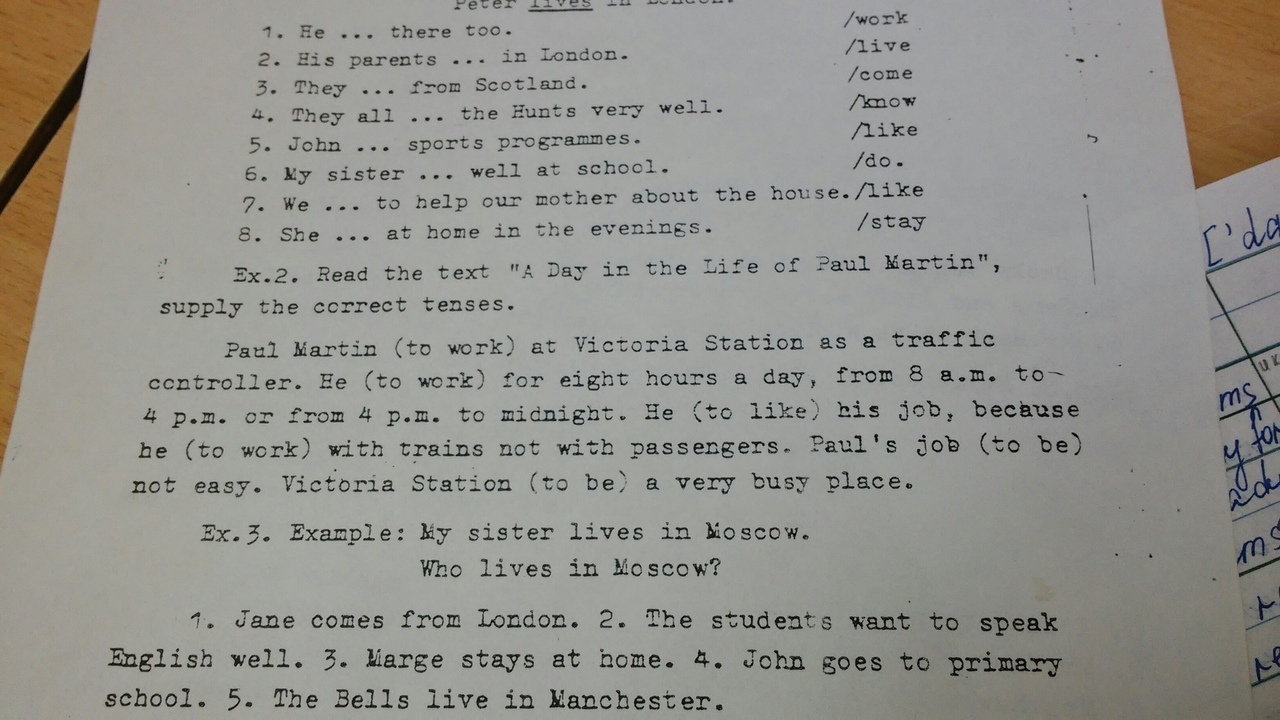 Peter lives in London.
1. He ... there too. /work
2. His parents ... in London. /live
3. They ... from Scotland. /come
4. They all ... the Hunts very well. /know
5. John ... sports programmes. /like
6. My sister ... well at school. /do.
7. We ... to help our mother about the house./like
8. She ... at home in the evenings. /stay
Ex.2. Read the text "A Day in the Life of Paul Martin",
supply the correct tenses.
Paul Martin (to work) at Victoria Station as a traffic
controller. He (to work) for eight hours a day, from 8 a.m. to
4 p.m. or from 4 p.m. to midnight. He (to like) his job, because
he (to work) with trains not with passengers. Paul's job (to be)
not easy. Victoria Station (to be) a very busy place.
Ex.3. Example: My sister lives in Moscow.
Who lives in Moscow?
1. Jane comes from London. 2. The students want to speak
English well. 3. Marge stays at home. 4. John goes to primary
school. 5. The Bells live in Manchester.